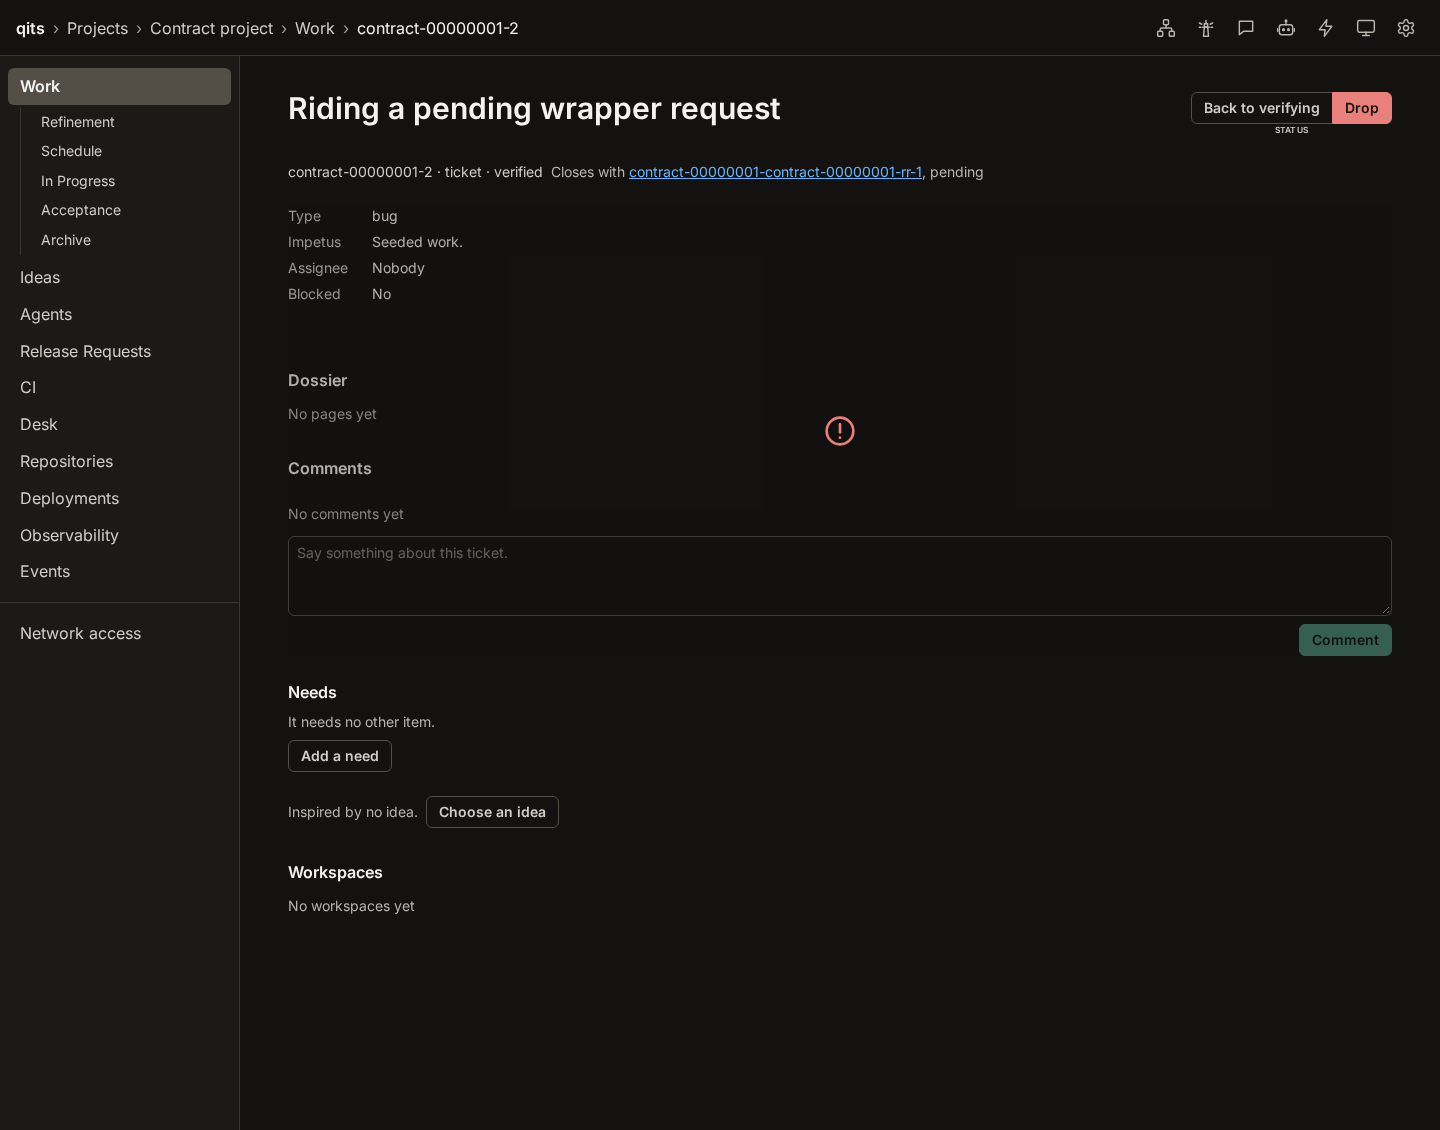 qits › Projects › Contract project › Work › contract-00000001-2
Work
Refinement
Schedule
In Progress
Acceptance
Archive
Ideas
Agents
Release Requests
CI
Desk
Repositories
Deployments
Observability
Events
Network access
Riding a pending wrapper request
Back to verifying
Drop
STATUS
contract-00000001-2 · ticket · verified Closes with contract-00000001-contract-00000001-rr-1, pending
Type bug
Impetus Seeded work.
Assignee Nobody
Blocked No
Dossier
No pages yet
Comments
No comments yet
Say something about this ticket.
Comment
Needs
It needs no other item.
Add a need
Inspired by no idea. Choose an idea
Workspaces
No workspaces yet